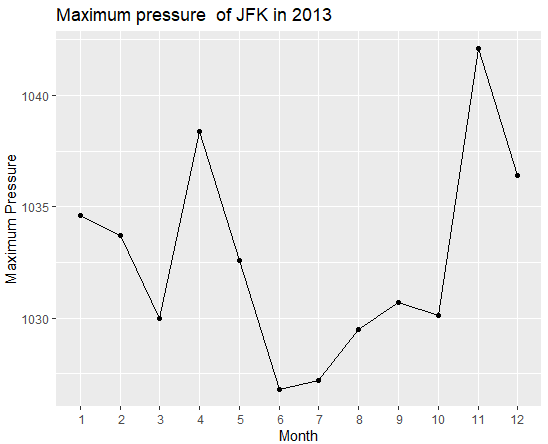 Maximum pressure  of JFK in 2013
Maximum Pressure
1040
1035
1030
1 2 3 4 5 6 7 8 9 10 11 12
Month